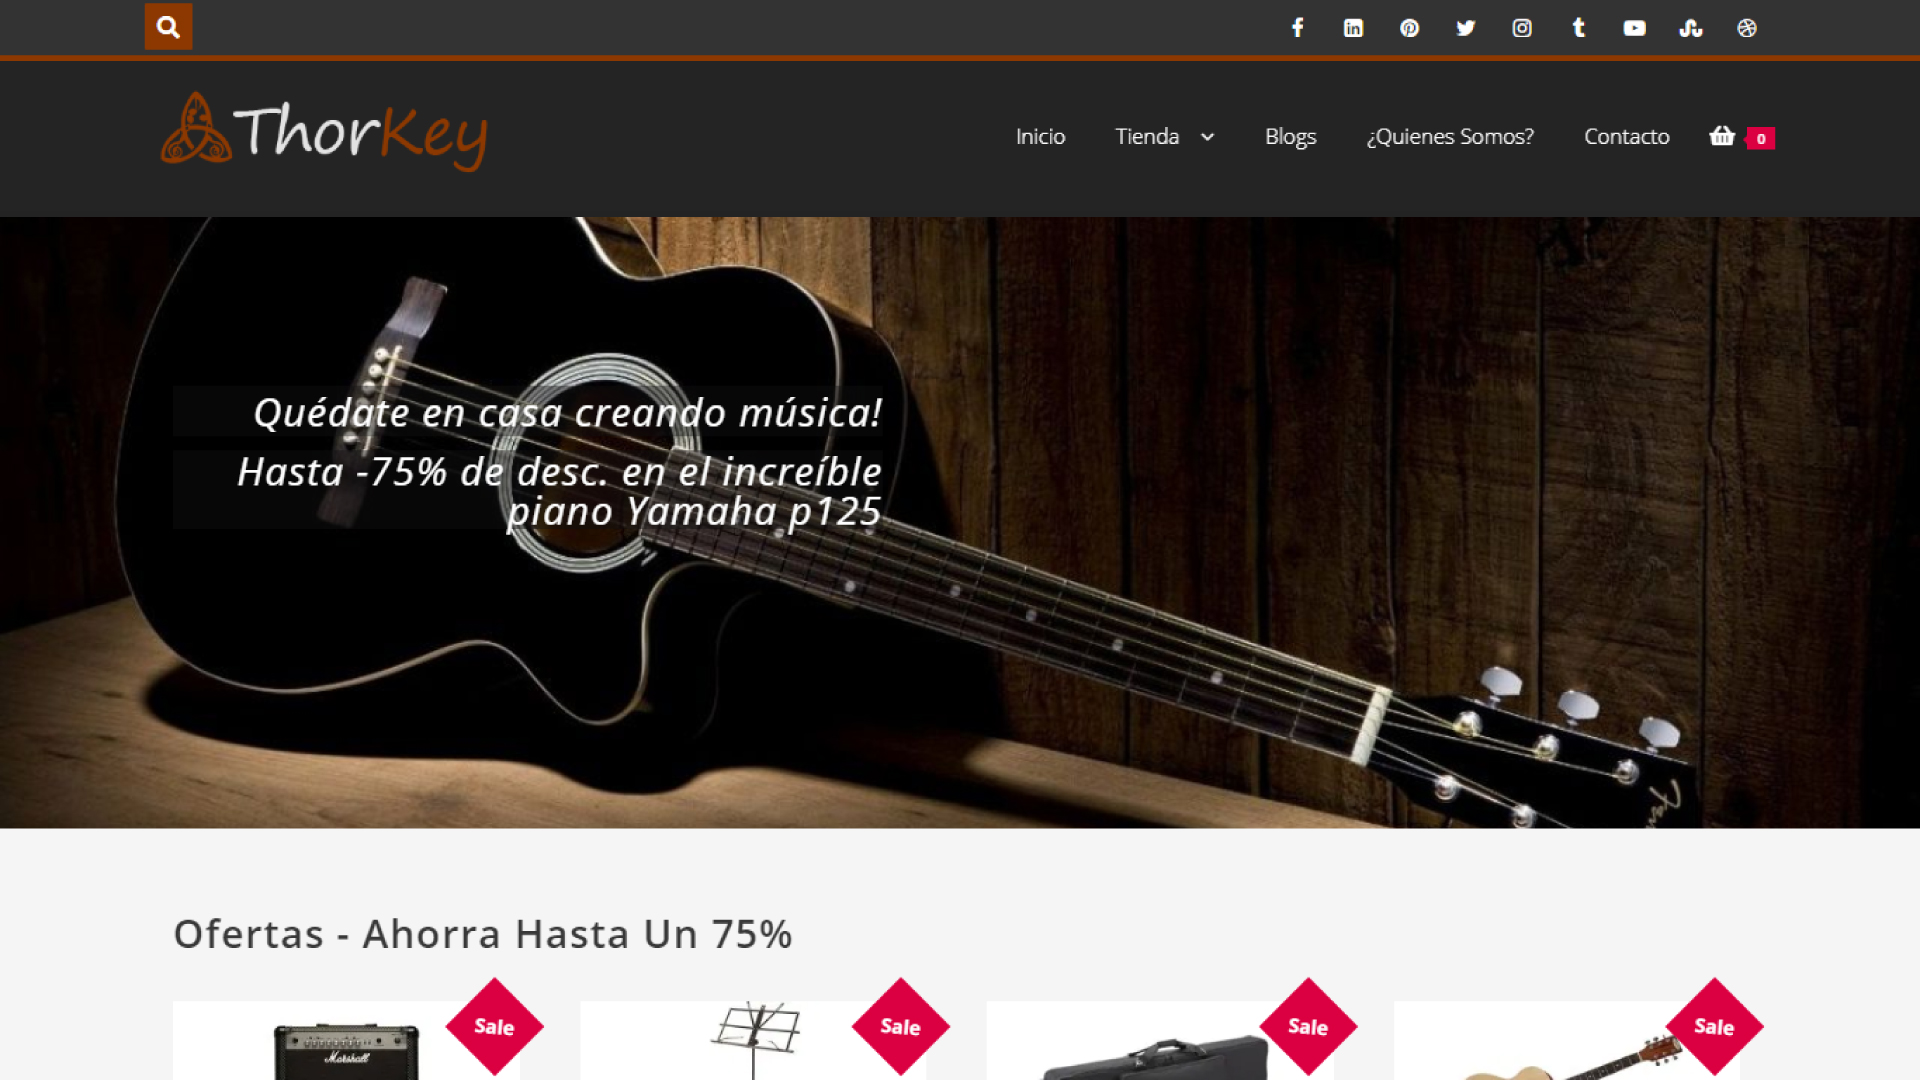 ThorKey
Inicio
Tienda
Blogs
¿Quienes Somos?
Contacto
0
Quédate en casa creando música!
Hasta -75% de desc. en el increíble
piano Yamaha p125
Ofertas - Ahorra Hasta Un 75%
Sale
Sale
Sale
Sale
Marshall